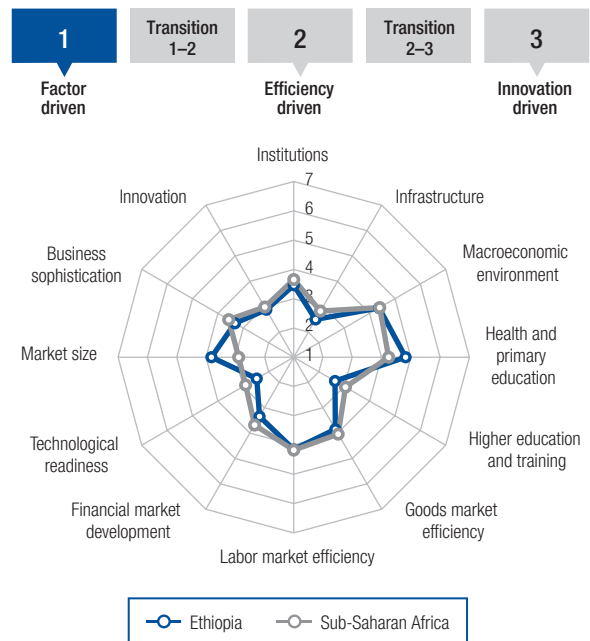 1
Transition
1–2
2
Transition
2–3
3
Factor
driven
Efficiency
driven
Innovation
driven
Institutions
Innovation
Infrastructure
Business
sophistication
Macroeconomic
environment
Market size
Health and
primary
education
Technological
readiness
Higher education
and training
Financial market
development
Goods market
efficiency
Labor market efficiency
7
6
5
4
3
2
1
Ethiopia
Sub-Saharan Africa